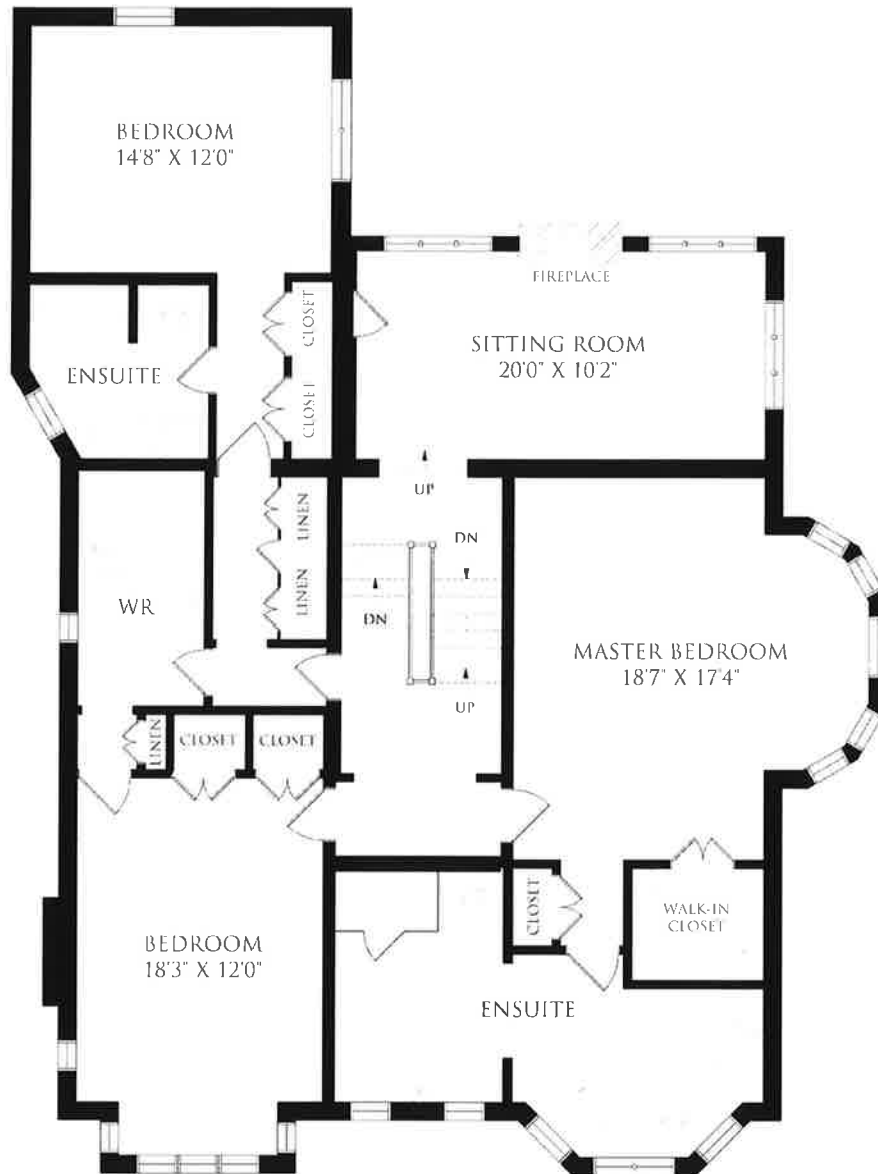 BEDROOM
14'8" X 12'0"
FIREPLACE
SITTING ROOM
20'0" X 10'2"
CLOSET
ENSUITE
CLOSET
UP
LINEN
DN
LINEN
WR
DN
MASTER BEDROOM
18'7" X 17'4"
UP
LINEN
CLOSET
CLOSET
CLOSET
WALK-IN
CLOSET
BEDROOM
18'3" X 12'0"
ENSUITE